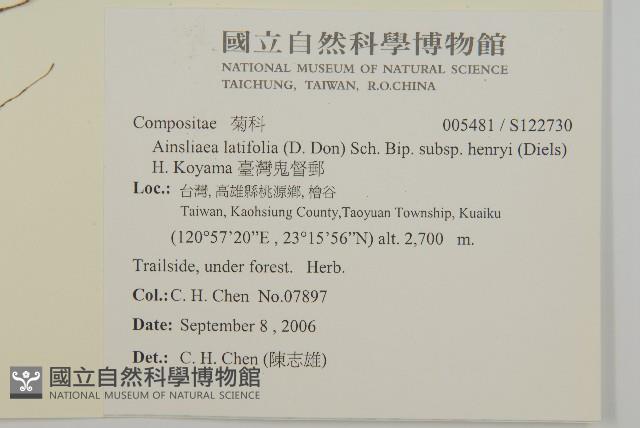 國立自然科學博物館
NATIONAL MUSEUM OF NATURAL SCIENCE
TAICHUNG, TAIWAN, R.O.CHINA
Compositae 菊科 005481 / S122730
Ainsliaea latifolia (D. Don) Sch. Bip. subsp. henryi (Diels)
H. Koyama 臺灣鬼督郵
Loc.: 台灣, 高雄縣桃源鄉, 檜谷
Taiwan, Kaohsiung County,Taoyuan Township, Kuaiku
(120°57’20”E , 23°15’56”N) alt. 2,700 m.
Trailside, under forest. Herb.
Col.: C. H. Chen No.07897
Date: September 8 , 2006
Det.: C. H. Chen (陳志雄)
國立自然科學博物館
NATIONAL MUSEUM OF NATURAL SCIENCE